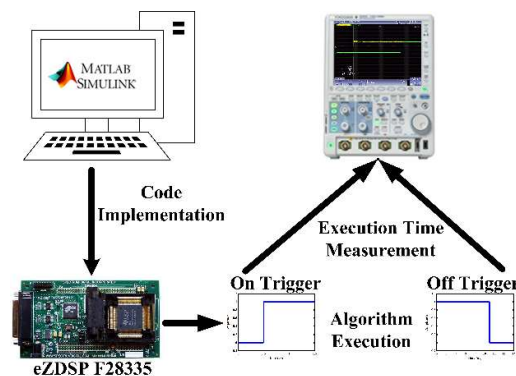 MATLAB
SIMULINK
Code
Implementation
Execution Time
Measurement
On Trigger
Off Trigger
Algorithm
Execution
eZDSP F28335